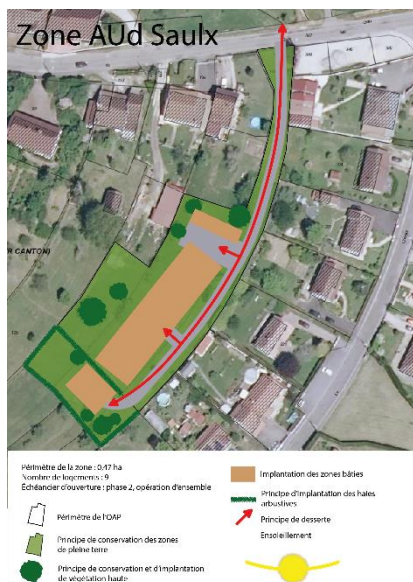 Zone AUd Saulx
R CANTON)
Périmètre de la zone : 0,47 ha
Nombre de logements : 9
Échéancier d'ouverture : phase 2, opération d'ensemble
Périmètre de l'OAP
Principe de conservation des zones
de pleine terre
Principe de conservation et d'implantation
de végétation haute
Implantation des zones bâties
Principe d'implantation des haies
arbustives
Principe de desserte
Ensoleillement